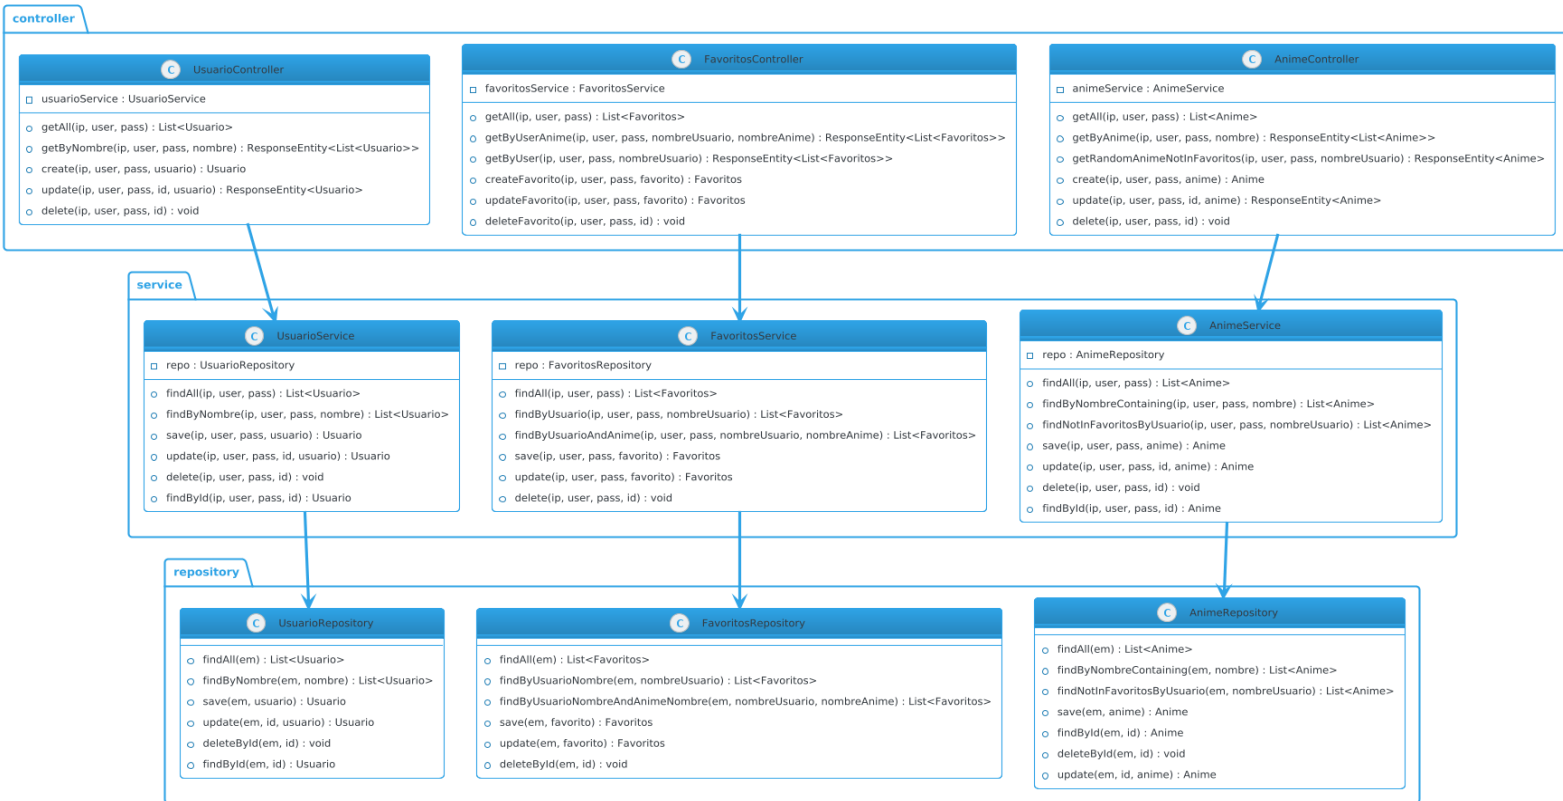 controller
C UsuarioController
usuarioService : UsuarioService
getAll(ip, user, pass) : List<Usuario>
getByNombre(ip, user, pass, nombre) : ResponseEntity<List<Usuario>>
create(ip, user, pass, usuario) : Usuario
update(ip, user, pass, id, usuario) : ResponseEntity<Usuario>
delete(ip, user, pass, id) : void
C FavoritosController
favoritosService : FavoritosService
getAll(ip, user, pass) : List<Favoritos>
getByUserAnime(ip, user, pass, nombreUsuario, nombreAnime) : ResponseEntity<List<Favoritos>>
getByUser(ip, user, pass, nombreUsuario) : ResponseEntity<List<Favoritos>>
createFavorito(ip, user, pass, favorito) : Favoritos
updateFavorito(ip, user, pass, favorito) : Favoritos
deleteFavorito(ip, user, pass, id) : void
C AnimeController
animeService : AnimeService
getAll(ip, user, pass) : List<Anime>
getByAnime(ip, user, pass, nombre) : ResponseEntity<List<Anime>>
getRandomAnimeNotInFavoritos(ip, user, pass, nombreUsuario) : ResponseEntity<Anime>
create(ip, user, pass, anime) : Anime
update(ip, user, pass, id, anime) : ResponseEntity<Anime>
delete(ip, user, pass, id) : void
service
C UsuarioService
repo : UsuarioRepository
findAll(ip, user, pass) : List<Usuario>
findByNombre(ip, user, pass, nombre) : List<Usuario>
save(ip, user, pass, usuario) : Usuario
update(ip, user, pass, id, usuario) : Usuario
delete(ip, user, pass, id) : void
findById(ip, user, pass, id) : Usuario
C FavoritosService
repo : FavoritosRepository
findAll(ip, user, pass) : List<Favoritos>
findByUsuario(ip, user, pass, nombreUsuario) : List<Favoritos>
findByUsuarioAndAnime(ip, user, pass, nombreUsuario, nombreAnime) : List<Favoritos>
save(ip, user, pass, favorito) : Favoritos
update(ip, user, pass, favorito) : Favoritos
delete(ip, user, pass, id) : void
C AnimeService
repo : AnimeRepository
findAll(ip, user, pass) : List<Anime>
findByNombreContaining(ip, user, pass, nombre) : List<Anime>
findNotInFavoritosByUsuario(ip, user, pass, nombreUsuario) : List<Anime>
save(ip, user, pass, anime) : Anime
update(ip, user, pass, id, anime) : Anime
delete(ip, user, pass, id) : void
findById(ip, user, pass, id) : Anime
repository
C UsuarioRepository
findAll(em) : List<Usuario>
findByNombre(em, nombre) : List<Usuario>
save(em, usuario) : Usuario
update(em, id, usuario) : Usuario
deleteById(em, id) : void
findById(em, id) : Usuario
C FavoritosRepository
findAll(em) : List<Favoritos>
findByUsuarioNombre(em, nombreUsuario) : List<Favoritos>
findByUsuarioNombreAndAnimeNombre(em, nombreUsuario, nombreAnime) : List<Favoritos>
save(em, favorito) : Favoritos
update(em, favorito) : Favoritos
deleteById(em, id) : void
C AnimeRepository
findAll(em) : List<Anime>
findByNombreContaining(em, nombre) : List<Anime>
findNotInFavoritosByUsuario(em, nombreUsuario) : List<Anime>
save(em, anime) : Anime
findById(em, id) : Anime
deleteById(em, id) : void
update(em, id, anime) : Anime